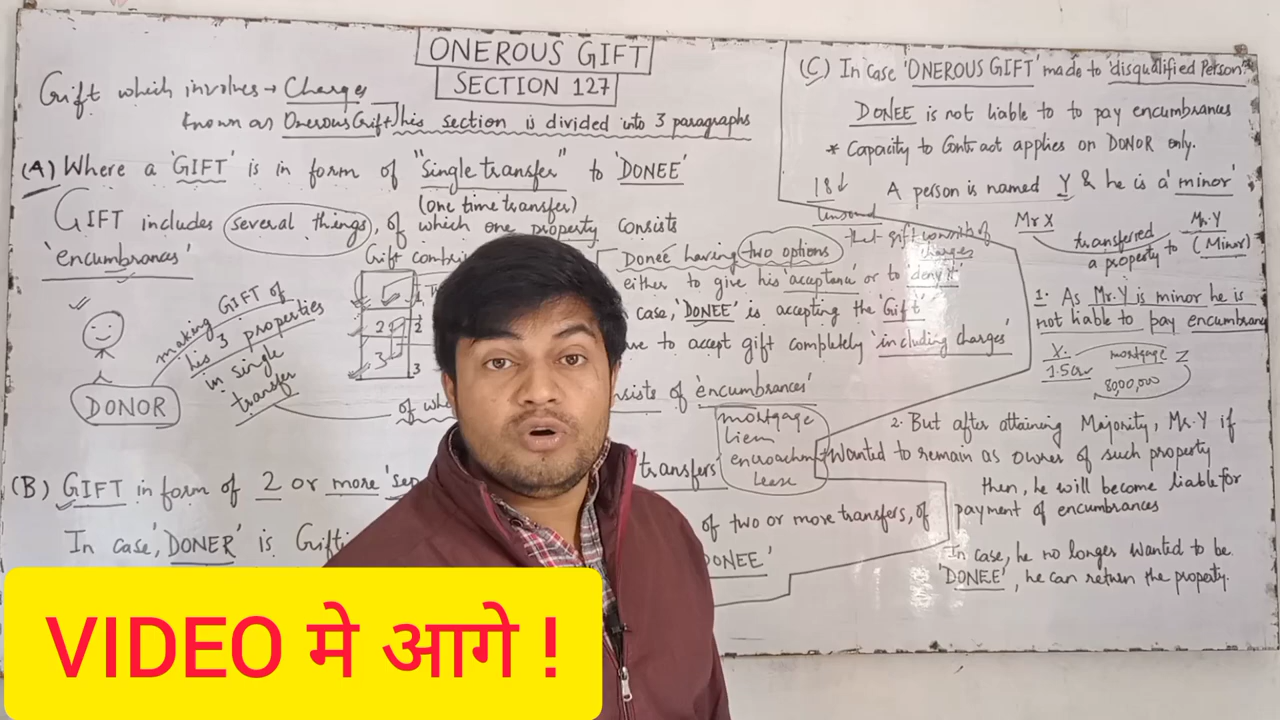 ONEROUS GIFT
SECTION 127
Gift which involves → Charges
known as Onerous Gift. This section is divided into 3 paragraphs
(A) Where a 'GIFT' is in form of "Single transfer" to 'DONEE'
(One time transfer)
GIFT includes several things, of which one property consists
'encumbrances'
making GIFT of
his 3 properties
in single
transfer
DONOR
1
2
3
2
3
Donee having two options
either to give his 'acceptance' or to 'deny it'
case, 'DONEE' is accepting the 'Gift'
to accept gift completely 'including charges'
of 'encumbrances'
mortgage
lien
encroachment
Lease
(B) GIFT in form of 2 or more
transfers'
In case, 'DONER' is
of two or more transfers, of
DONEE'
(C) In case 'ONEROUS GIFT' made to 'disqualified Person'.
DONEE is not liable to to pay encumbrances
* Capacity to Contract applies on DONOR only.
18↓
Unsound
A person is named Y & he is a 'minor'
that gift consists of
charges
Mr X
transferred
a property to
Mr. Y
(Minor)
1. As Mr. Y is minor he is
not liable to pay encumbrance
X.
1.5 Cr
mortgage
8,000,000
2. But after attaining Majority, Mr. Y if
Wanted to remain as owner of such property
then, he will become liable for
payment of encumbrances
In case, he no longer Wanted to be
'DONEE', he can return the property.
VIDEO मे आगे !